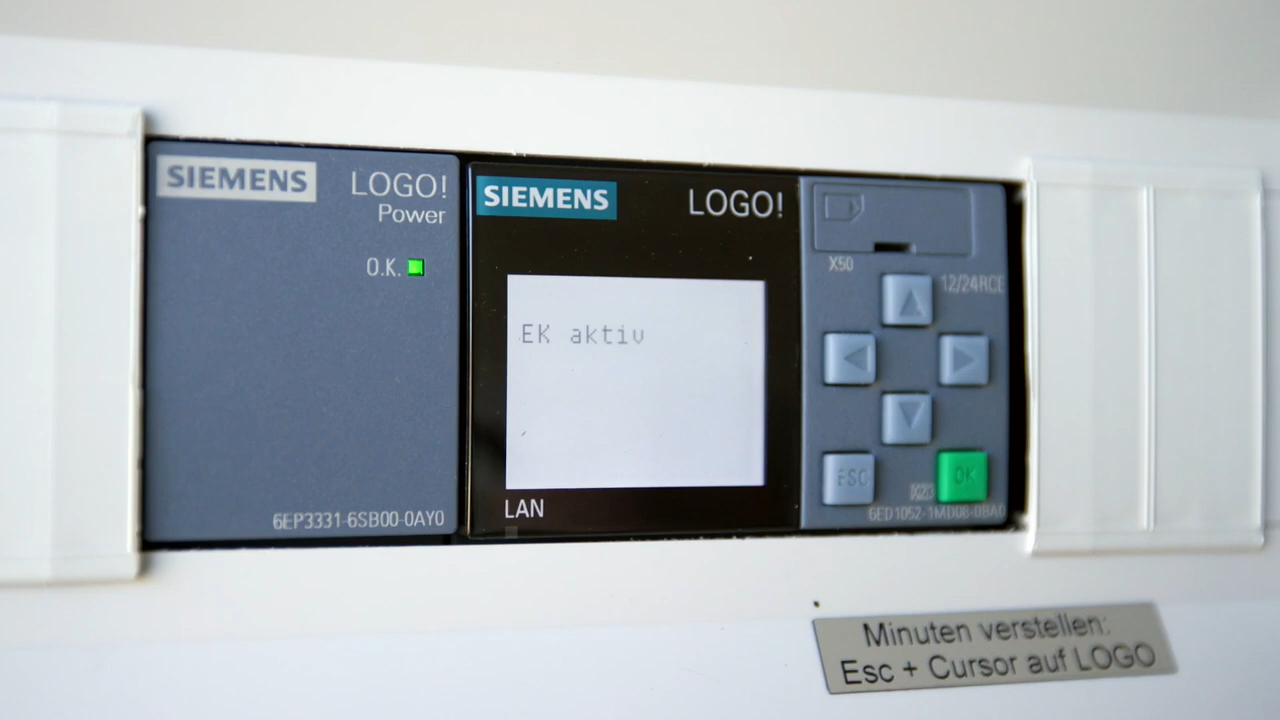 SIEMENS
LOGO!
Power
O.K.
6EP3331-6SB00-0AY0
SIEMENS
LOGO!
EK aktiv
LAN
X50
12/24RCE
ESC
OK
6ED1052-1MD08-0BA0
Minuten verstellen:
Esc + Cursor auf LOGO